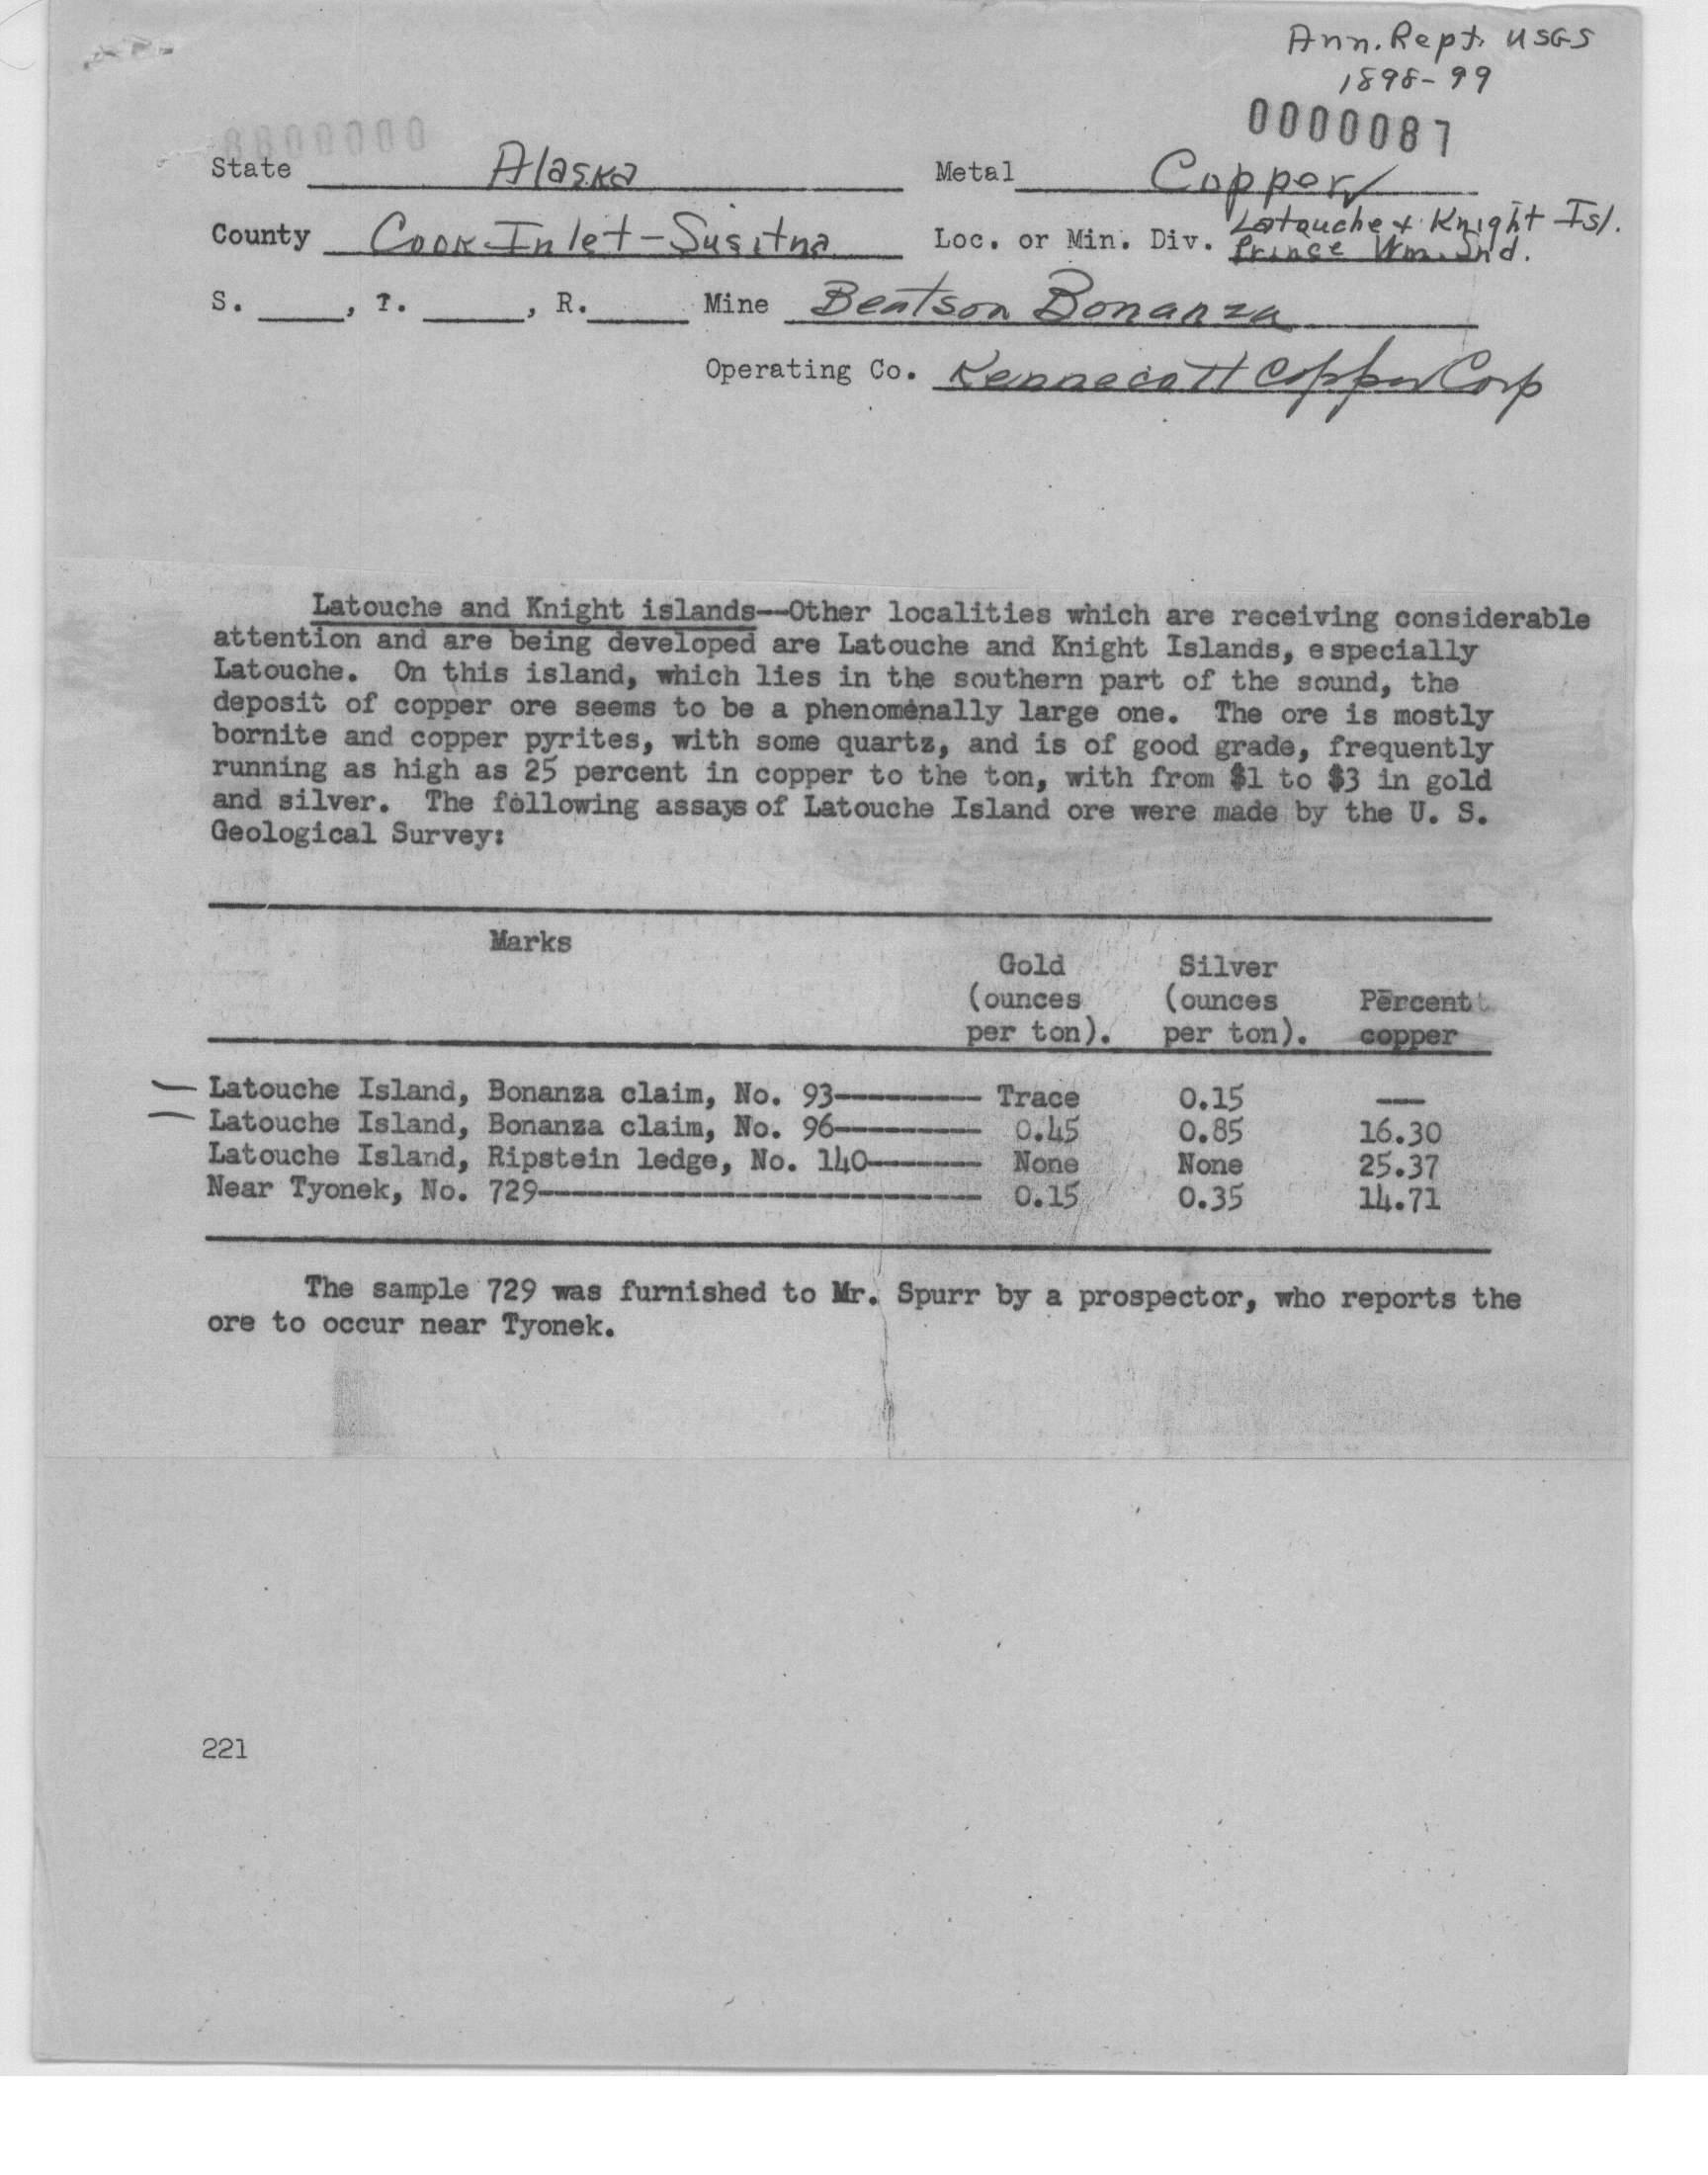 Ann. Rept. USGS
1898-99
0000087
State Alaska Metal Copper
County Cook Inlet-Susitna Loc. or Min. Div. Latouche & Knight Isl.
Prince Wm. Snd.
S. , T. , R. Mine Beatson Bonanza
Operating Co. Kennecott Copper Corp
Latouche and Knight islands--Other localities which are receiving considerable
attention and are being developed are Latouche and Knight Islands, especially
Latouche. On this island, which lies in the southern part of the sound, the
deposit of copper ore seems to be a phenomenally large one. The ore is mostly
bornite and copper pyrites, with some quartz, and is of good grade, frequently
running as high as 25 percent in copper to the ton, with from $1 to $3 in gold
and silver. The following assays of Latouche Island ore were made by the U. S.
Geological Survey:
Marks
Gold Silver
(ounces (ounces Percent
per ton). per ton). copper
Latouche Island, Bonanza claim, No. 93--------- Trace 0.15 ---
Latouche Island, Bonanza claim, No. 96--------- 0.45 0.85 16.30
Latouche Island, Ripstein ledge, No. 140------- None None 25.37
Near Tyonek, No. 729--------------------------- 0.15 0.35 14.71
The sample 729 was furnished to Mr. Spurr by a prospector, who reports the
ore to occur near Tyonek.
221